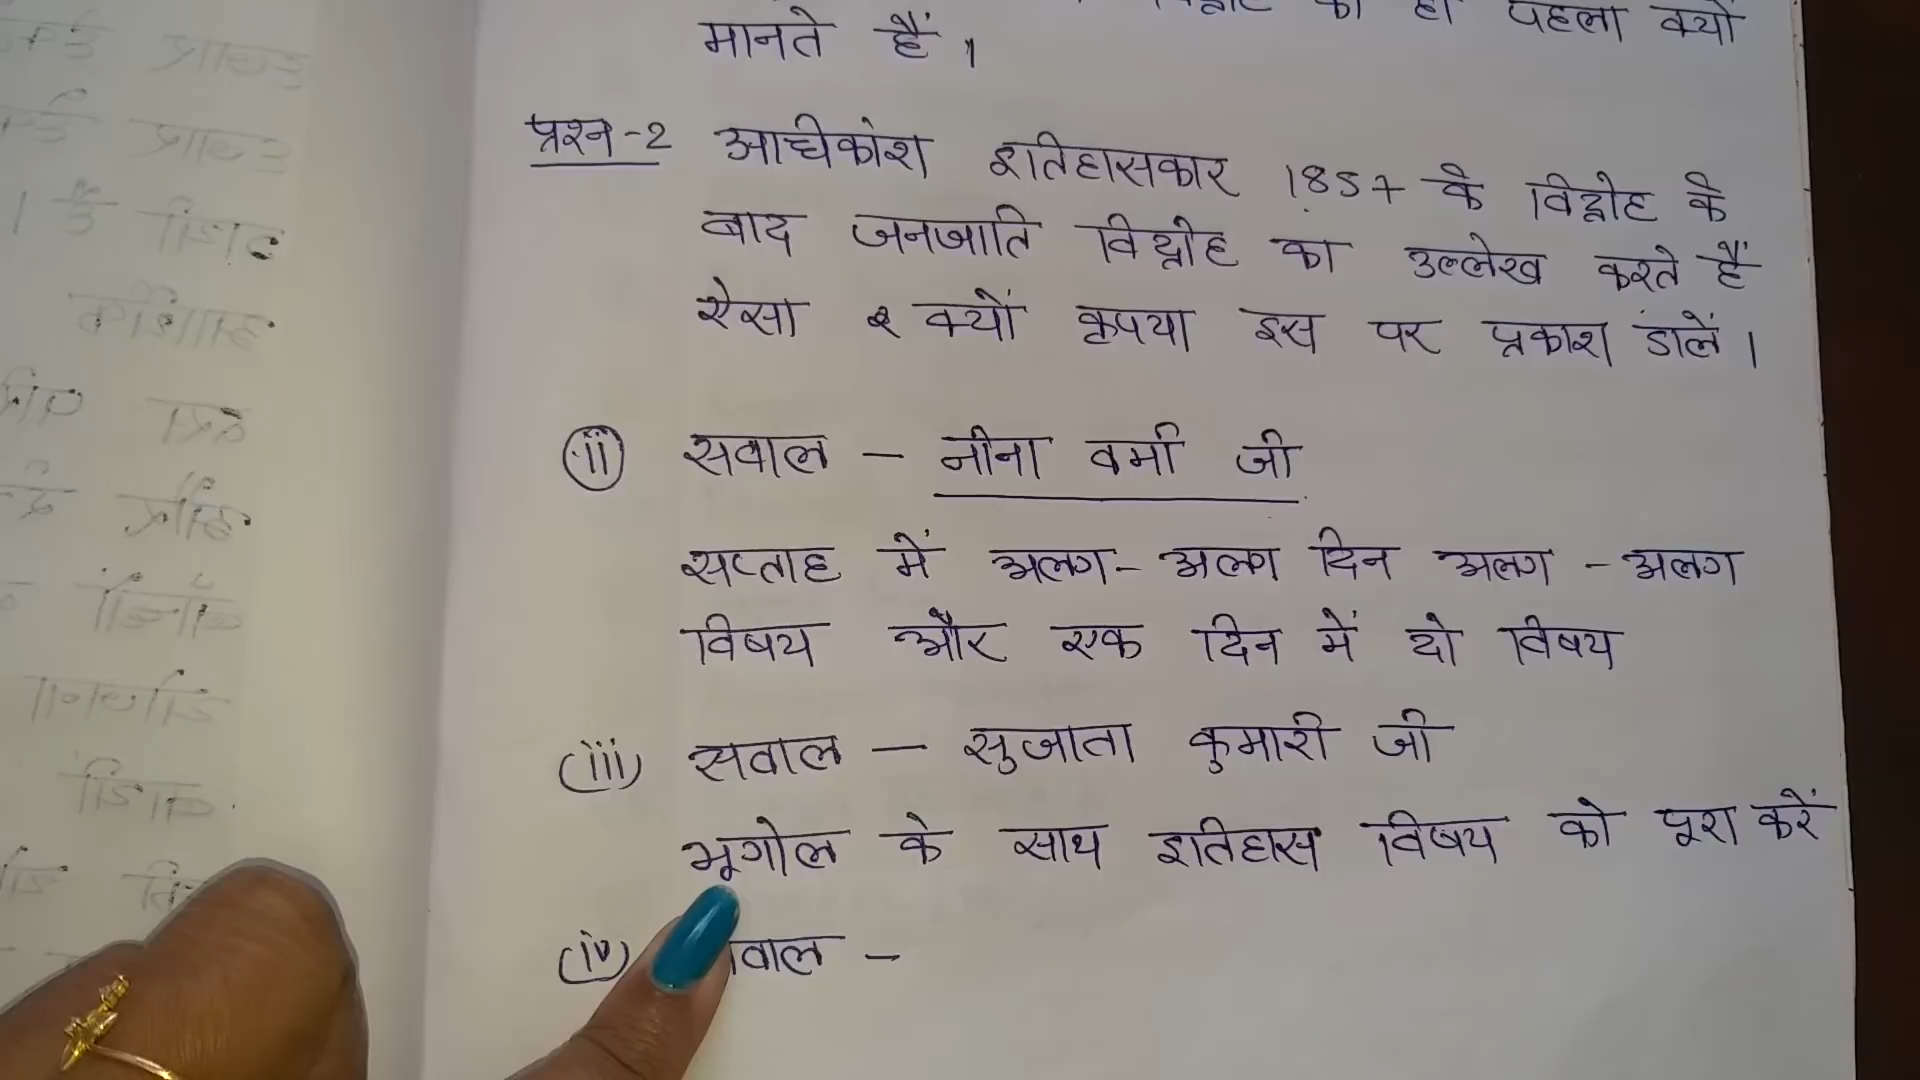 विद्रोह को ही पहला क्यों
मानते हैं।
प्रश्न-2 अधिकांश इतिहासकार 1857 के विद्रोह के
बाद जनजाति विद्रोह का उल्लेख करते हैं
ऐसा क्यों कृपया इस पर प्रकाश डालें।
(ii) सवाल - नीना वर्मा जी
सप्ताह में अलग-अलग दिन अलग-अलग
विषय और एक दिन में दो विषय
(iii) सवाल - सुजाता कुमारी जी
भूगोल के साथ इतिहास विषय को पूरा करें
(iv) सवाल -